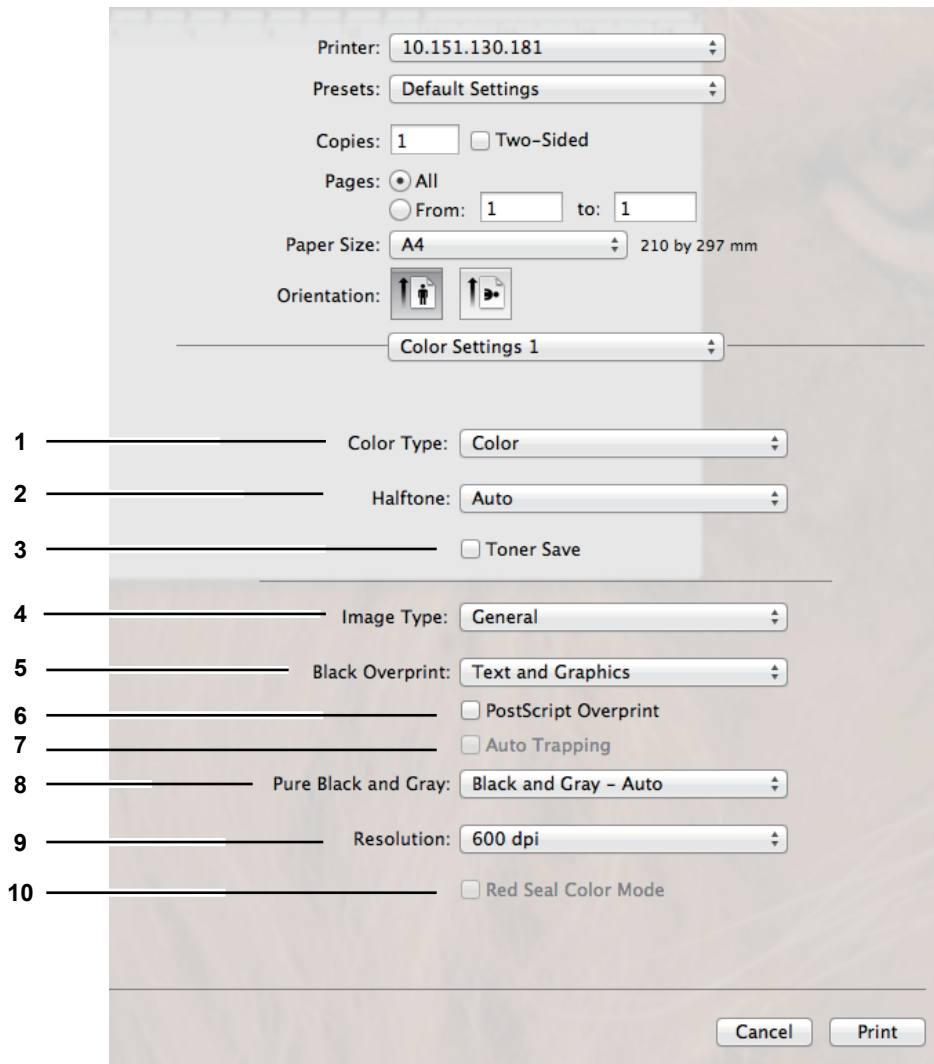 Printer: 10.151.130.181
Presets: Default Settings
Copies: 1 Two-Sided
Pages: All
From: 1 to: 1
Paper Size: A4 210 by 297 mm
Orientation:
Color Settings 1
1 Color Type: Color
2 Halftone: Auto
3 Toner Save
4 Image Type: General
5 Black Overprint: Text and Graphics
6 PostScript Overprint
7 Auto Trapping
8 Pure Black and Gray: Black and Gray – Auto
9 Resolution: 600 dpi
10 Red Seal Color Mode
Cancel Print